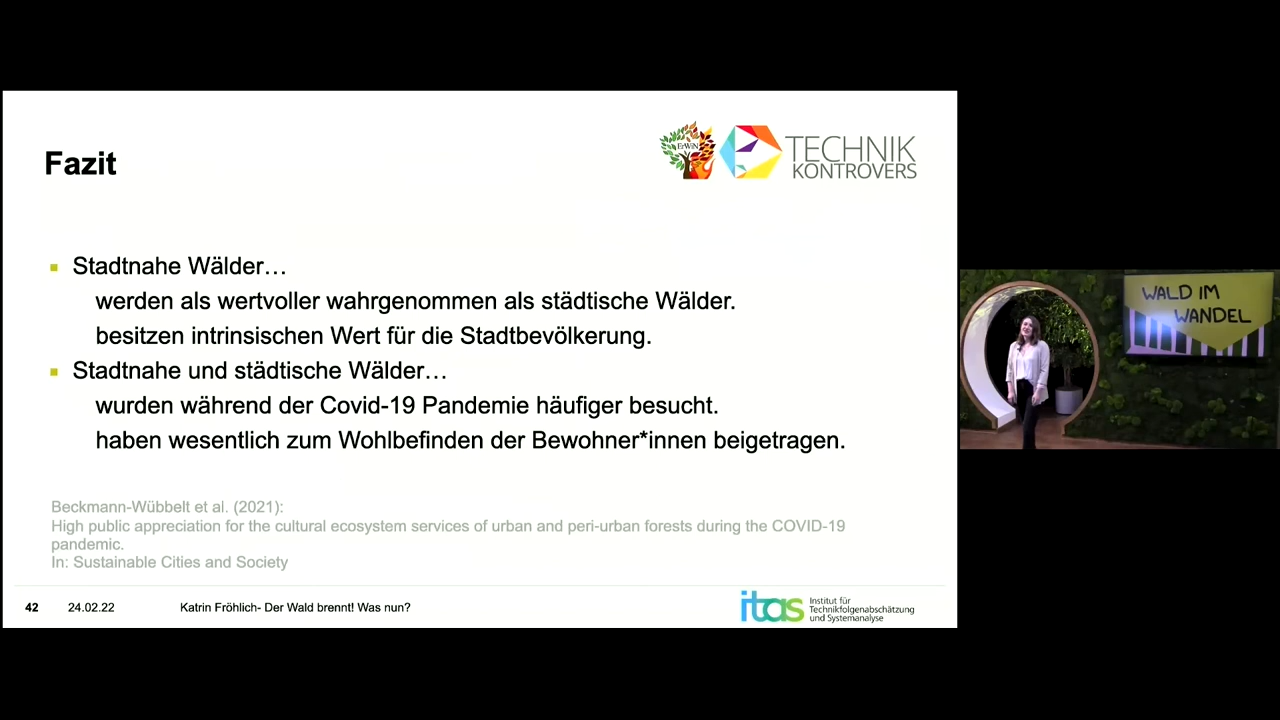 Fazit
ErWiN
TECHNIK
KONTROVERS
Stadtnahe Wälder…
werden als wertvoller wahrgenommen als städtische Wälder.
besitzen intrinsischen Wert für die Stadtbevölkerung.
Stadtnahe und städtische Wälder…
wurden während der Covid-19 Pandemie häufiger besucht.
haben wesentlich zum Wohlbefinden der Bewohner*innen beigetragen.
Beckmann-Wübbelt et al. (2021):
High public appreciation for the cultural ecosystem services of urban and peri-urban forests during the COVID-19
pandemic.
In: Sustainable Cities and Society
42 24.02.22 Katrin Fröhlich- Der Wald brennt! Was nun?
itas
Institut für
Technikfolgenabschätzung
und Systemanalyse
WALD IM
WANDEL